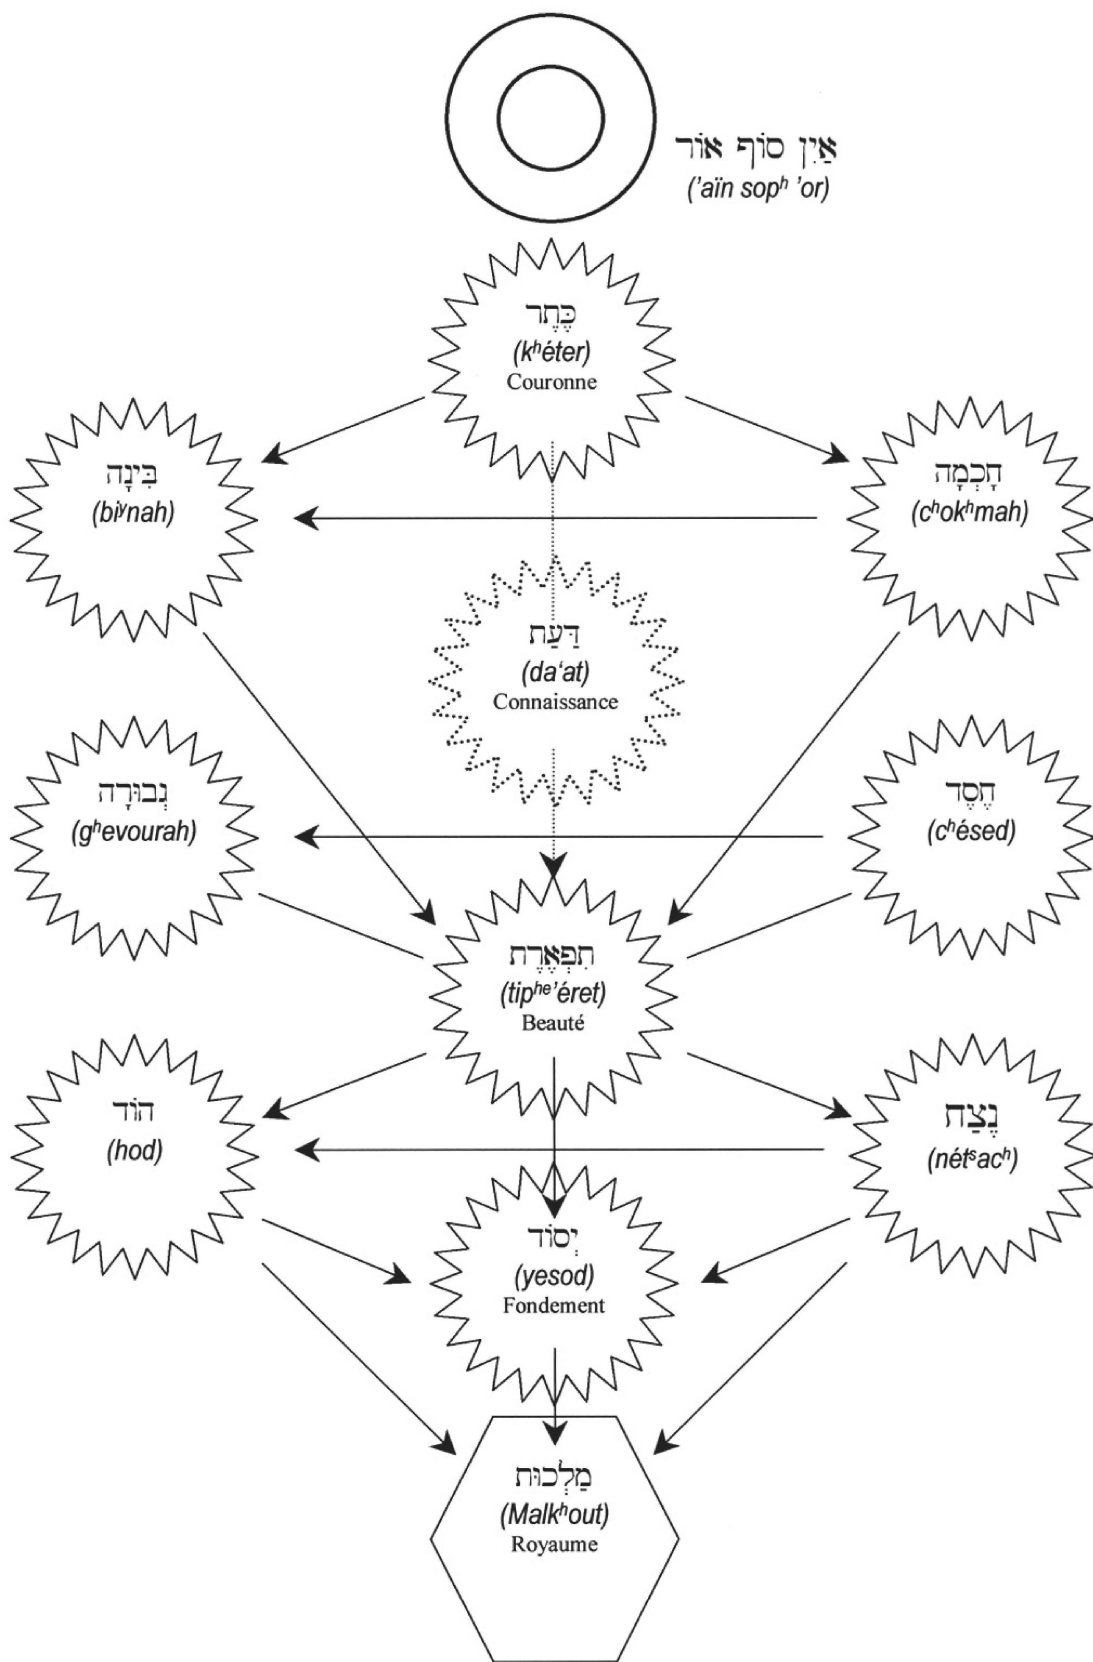 אַיִן סוֹף אוֹר
('aïn sopʰ 'or)
כֶּתֶר
(kʰéter)
Couronne
בִּינָה
(biʸnah)
חָכְמָה
(cʰokʰmah)
דַּעַת
(da‘at)
Connaissance
גְבוּרָה
(gʰevourah)
חֶסֶד
(cʰésed)
תִפְאֶרֶת
(tipʰᵉ’éret)
Beauté
הוֹד
(hod)
נֶצַח
(nétˢacʰ)
יְסוֹד
(yesod)
Fondement
מַלְכוּת
(Malkʰout)
Royaume